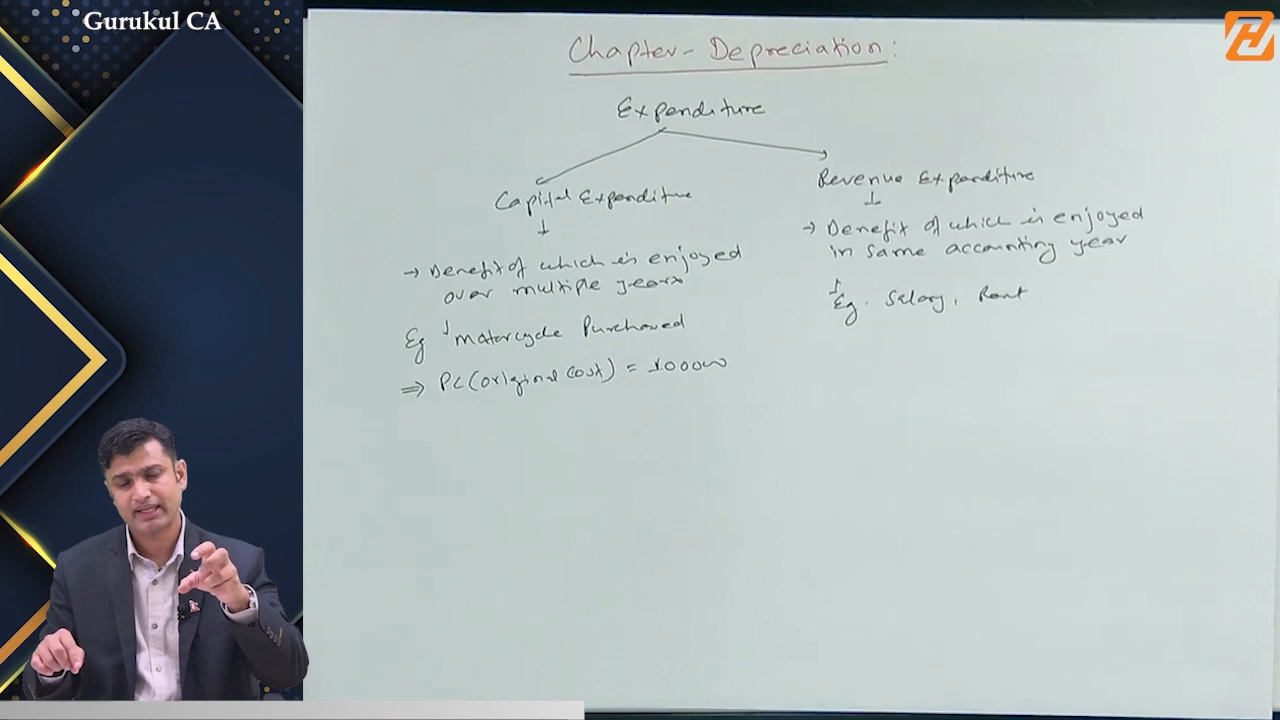 Gurukul CA
Chapter - Depreciation:
Expenditure
Capital Expenditure
Revenue Expenditure
→ Benefit of which is enjoyed
over multiple years
→ Benefit of which is enjoyed
in same accounting year
Eg Motorcycle Purchased
Eg. Salary, Rent
⇒ PC (original cost) = 100000